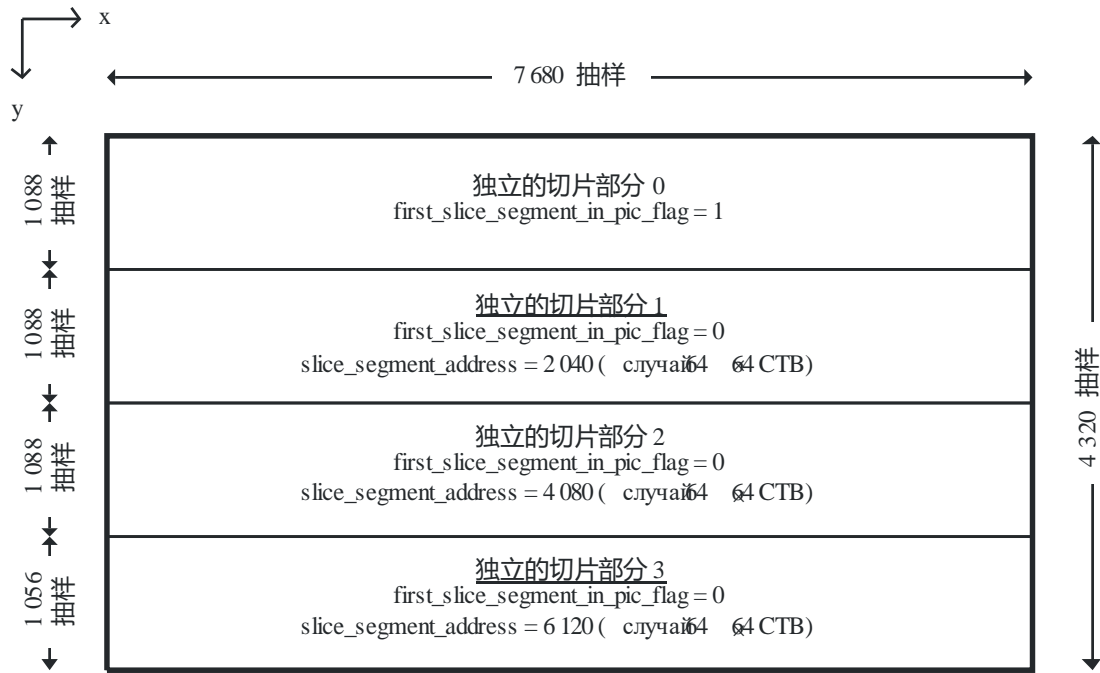 x
7 680 抽样
y
1 088
抽样
独立的切片部分 0
first_slice_segment_in_pic_flag = 1
1 088
抽样
独立的切片部分 1
first_slice_segment_in_pic_flag = 0
slice_segment_address = 2 040 ( случай 64 × 64 CTB)
1 088
抽样
独立的切片部分 2
first_slice_segment_in_pic_flag = 0
slice_segment_address = 4 080 ( случай 64 × 64 CTB)
1 056
抽样
独立的切片部分 3
first_slice_segment_in_pic_flag = 0
slice_segment_address = 6 120 ( случай 64 × 64 CTB)
4 320 抽样